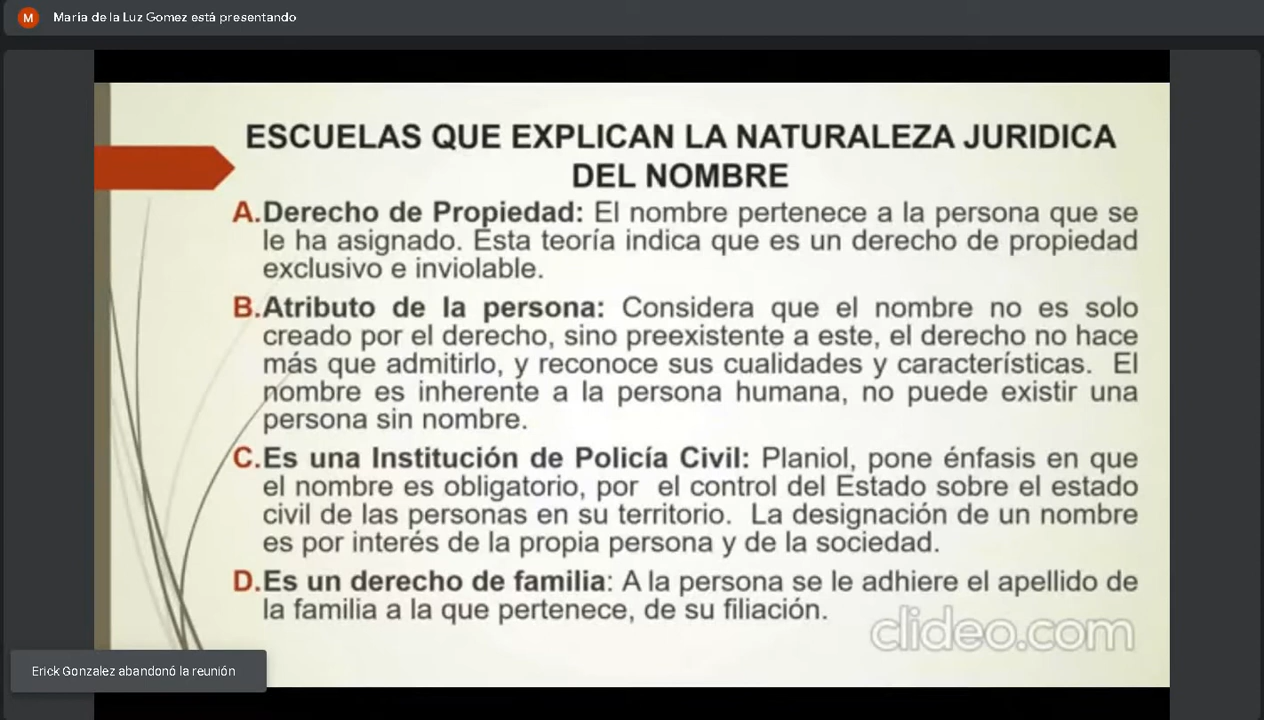 M María de la Luz Gomez está presentando
ESCUELAS QUE EXPLICAN LA NATURALEZA JURIDICA
DEL NOMBRE
A. Derecho de Propiedad: El nombre pertenece a la persona que se
le ha asignado. Esta teoría indica que es un derecho de propiedad
exclusivo e inviolable.
B. Atributo de la persona: Considera que el nombre no es solo
creado por el derecho, sino preexistente a este, el derecho no hace
más que admitirlo, y reconoce sus cualidades y características. El
nombre es inherente a la persona humana, no puede existir una
persona sin nombre.
C. Es una Institución de Policía Civil: Planiol, pone énfasis en que
el nombre es obligatorio, por el control del Estado sobre el estado
civil de las personas en su territorio. La designación de un nombre
es por interés de la propia persona y de la sociedad.
D. Es un derecho de familia: A la persona se le adhiere el apellido de
la familia a la que pertenece, de su filiación.
clideo.com
Erick Gonzalez abandonó la reunión